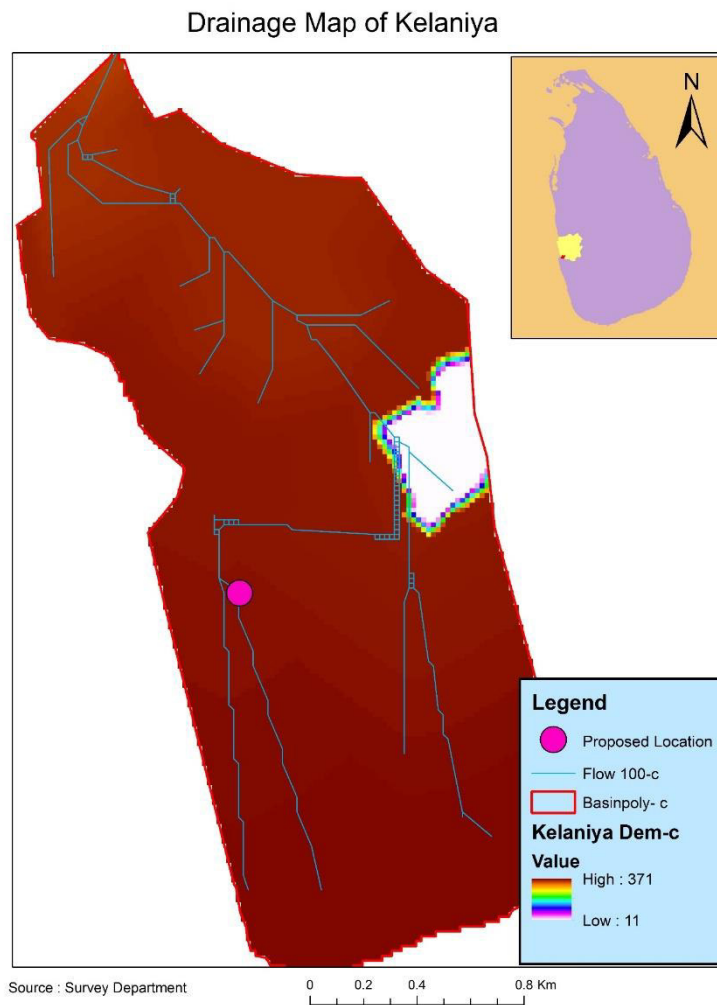 Drainage Map of Kelaniya
N
Legend
Proposed Location
Flow 100-c
Basinpoly- c
Kelaniya Dem-c
Value
High : 371
Low : 11
Source : Survey Department
0 0.2 0.4 0.8 Km